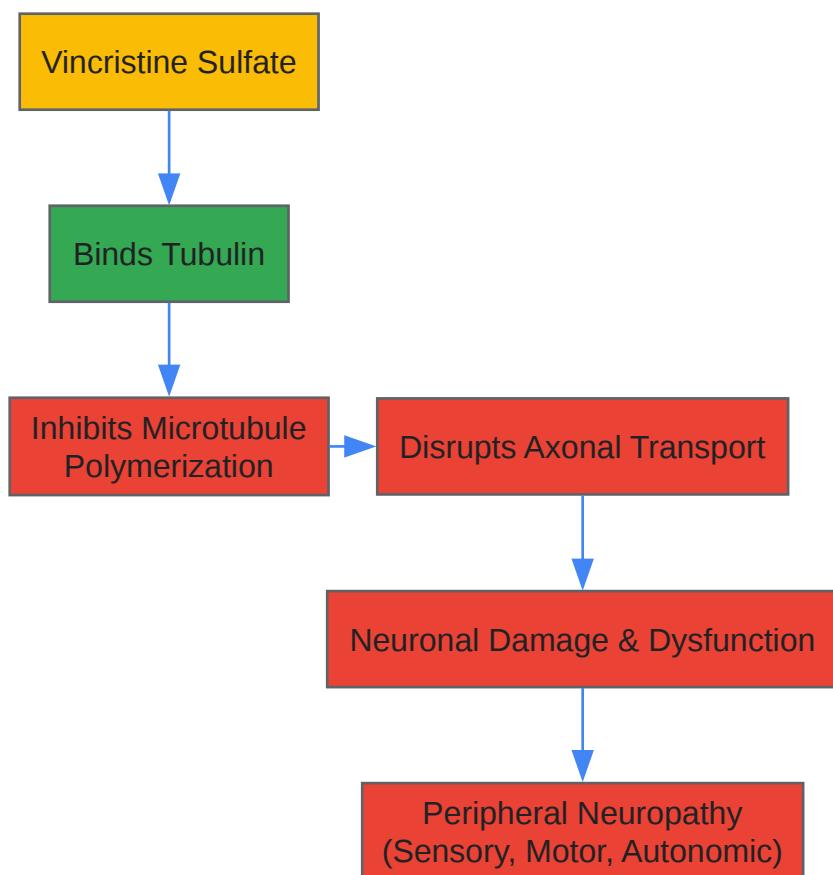 Vincristine Sulfate
Binds Tubulin
Inhibits Microtubule
Polymerization
Disrupts Axonal Transport
Neuronal Damage & Dysfunction
Peripheral Neuropathy
(Sensory, Motor, Autonomic)